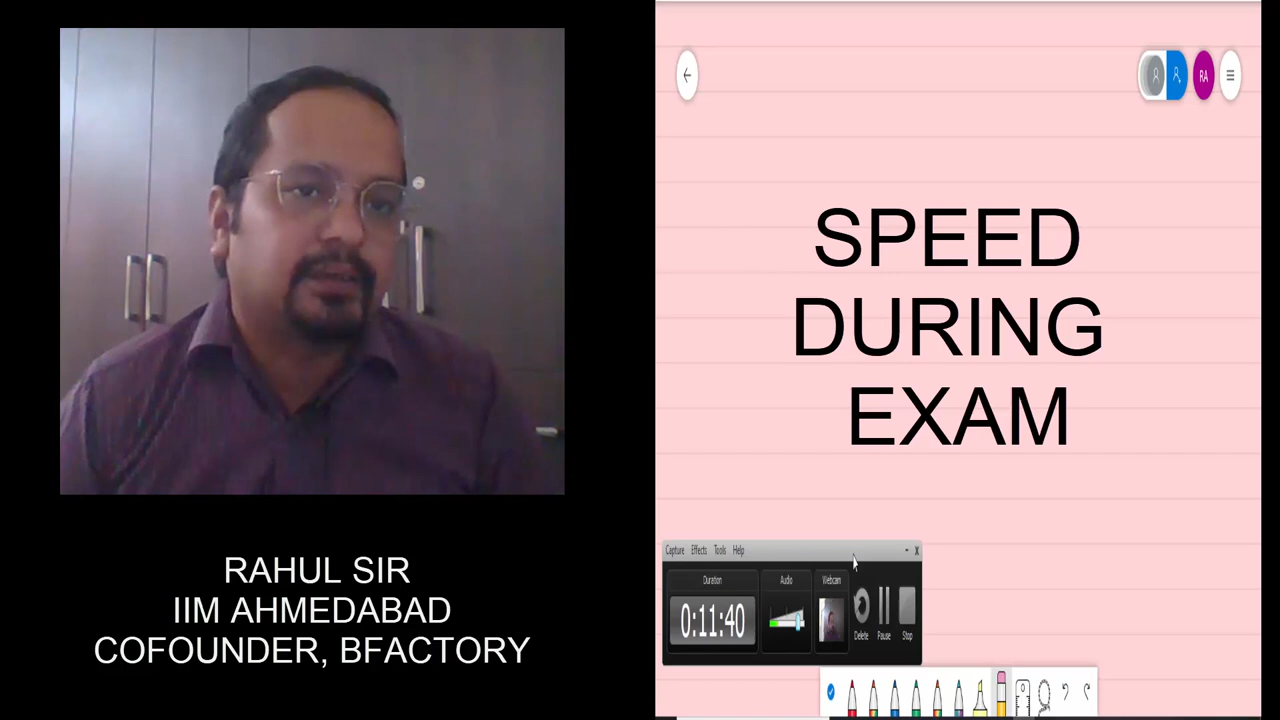 RA
SPEED
DURING
EXAM
Capture Effects Tools Help
Duration Audio Webcam
0:11:40
Delete Pause Stop
RAHUL SIR
IIM AHMEDABAD
COFOUNDER, BFACTORY